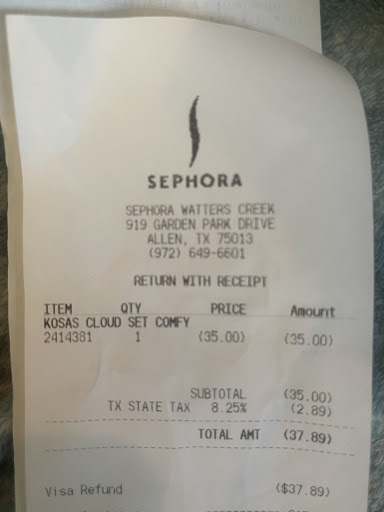 SEPHORA
SEPHORA WATTERS CREEK
919 GARDEN PARK DRIVE
ALLEN, TX 75013
(972) 649-6601
RETURN WITH RECEIPT
ITEM QTY PRICE Amount
KOSAS CLOUD SET COMFY
2414381 1 (35.00) (35.00)
SUBTOTAL (35.00)
TX STATE TAX 8.25% (2.89)
TOTAL AMT (37.89)
Visa Refund ($37.89)